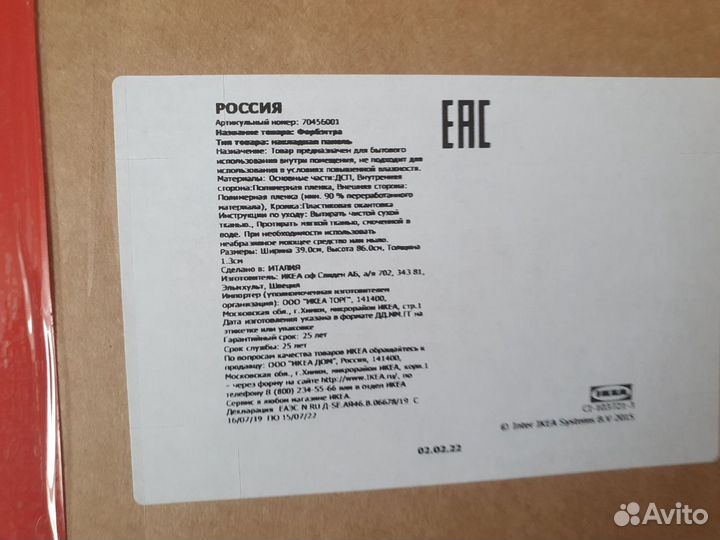 РОССИЯ
Артикульный номер: 70456001
Название товара: Форбэттра
Тип товара: накладная панель
Назначение: Товар предназначен для бытового
использования внутри помещения, не подходит для
использования в условиях повышенной влажности.
Материалы: Основные части:ДСП, Внутренняя
сторона:Полимерная пленка, Внешняя сторона:
Полимерная пленка (мин. 90 % переработанного
материала), Кромка:Пластиковая окантовка
Инструкции по уходу: Вытирать чистой сухой
тканью., Протирать мягкой тканью, смоченной в
воде. При необходимости использовать
неабразивное моющее средство или мыло.
Размеры: Ширина 39.0см, Высота 86.0см, Толщина
1.3см
Сделано в: ИТАЛИЯ
Изготовитель: ИКЕА оф Свиден АБ, а/я 702, 343 81,
Эльмхульт, Швеция
Импортер (уполномоченная изготовителем
организация): ООО "ИКЕА ТОРГ", 141400,
Московская обл., г.Химки, микрорайон ИКЕА, стр.1
Дата изготовления указана в формате ДД.ММ.ГГ на
этикетке или упаковке
Гарантийный срок: 25 лет
Срок службы: 25 лет
По вопросам качества товаров ИКЕА обращайтесь к
продавцу: ООО "ИКЕА ДОМ", Россия, 141400,
Московская обл., г.Химки, микрорайон ИКЕА, корп.1
- через форму на сайте http://www.IKEA.ru/, по
телефону 8 (800) 234-55-66 или в отделе ИКЕА
Сервис в любом магазине ИКЕА.
Декларация ЕАЭС N RU Д-SE.АЯ46.В.06678/19 С
16/07/19 ПО 15/07/22
EAC
IKEA
CI-103701-3
© Inter IKEA Systems B.V 2015
02.02.22
Avito